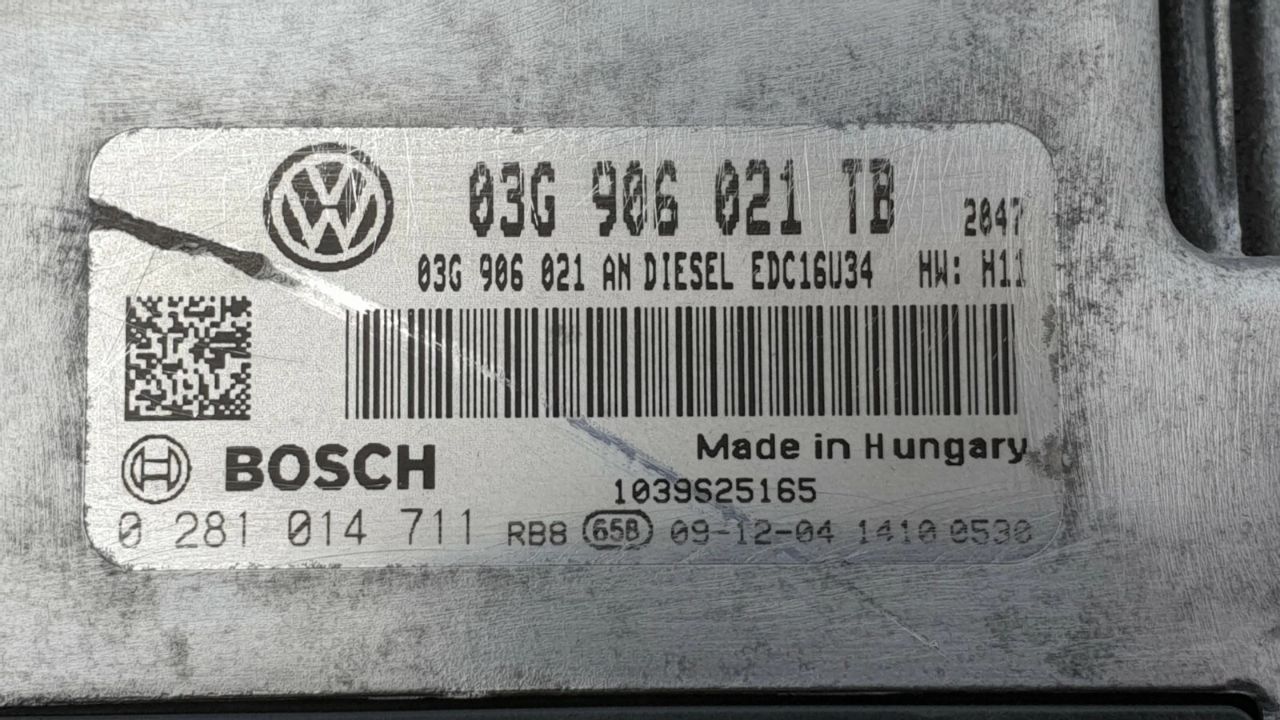 03G 906 021 TB 2047
03G 906 021 AN DIESEL EDC16U34 HW: H11
Made in Hungary
BOSCH
1039S25165
0 281 014 711 RB8 65B 09-12-04 1410 0530